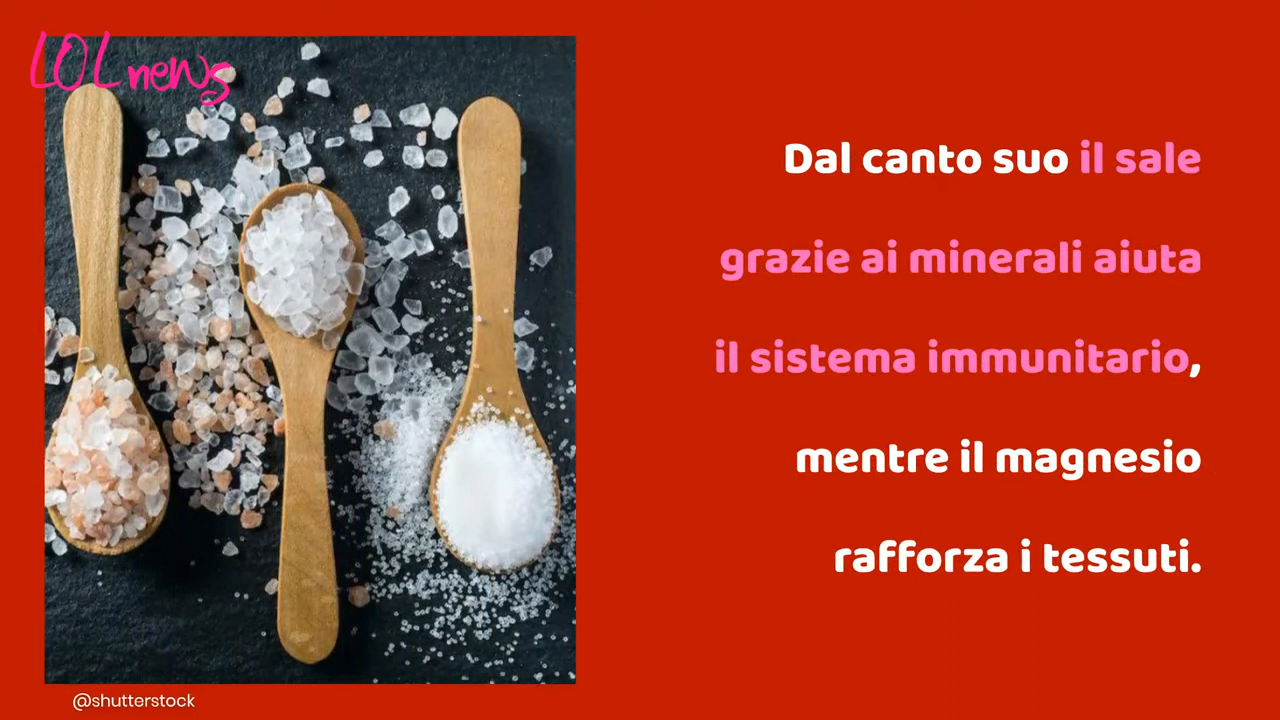 LOL news
Dal canto suo il sale
grazie ai minerali aiuta
il sistema immunitario,
mentre il magnesio
rafforza i tessuti.
@shutterstock